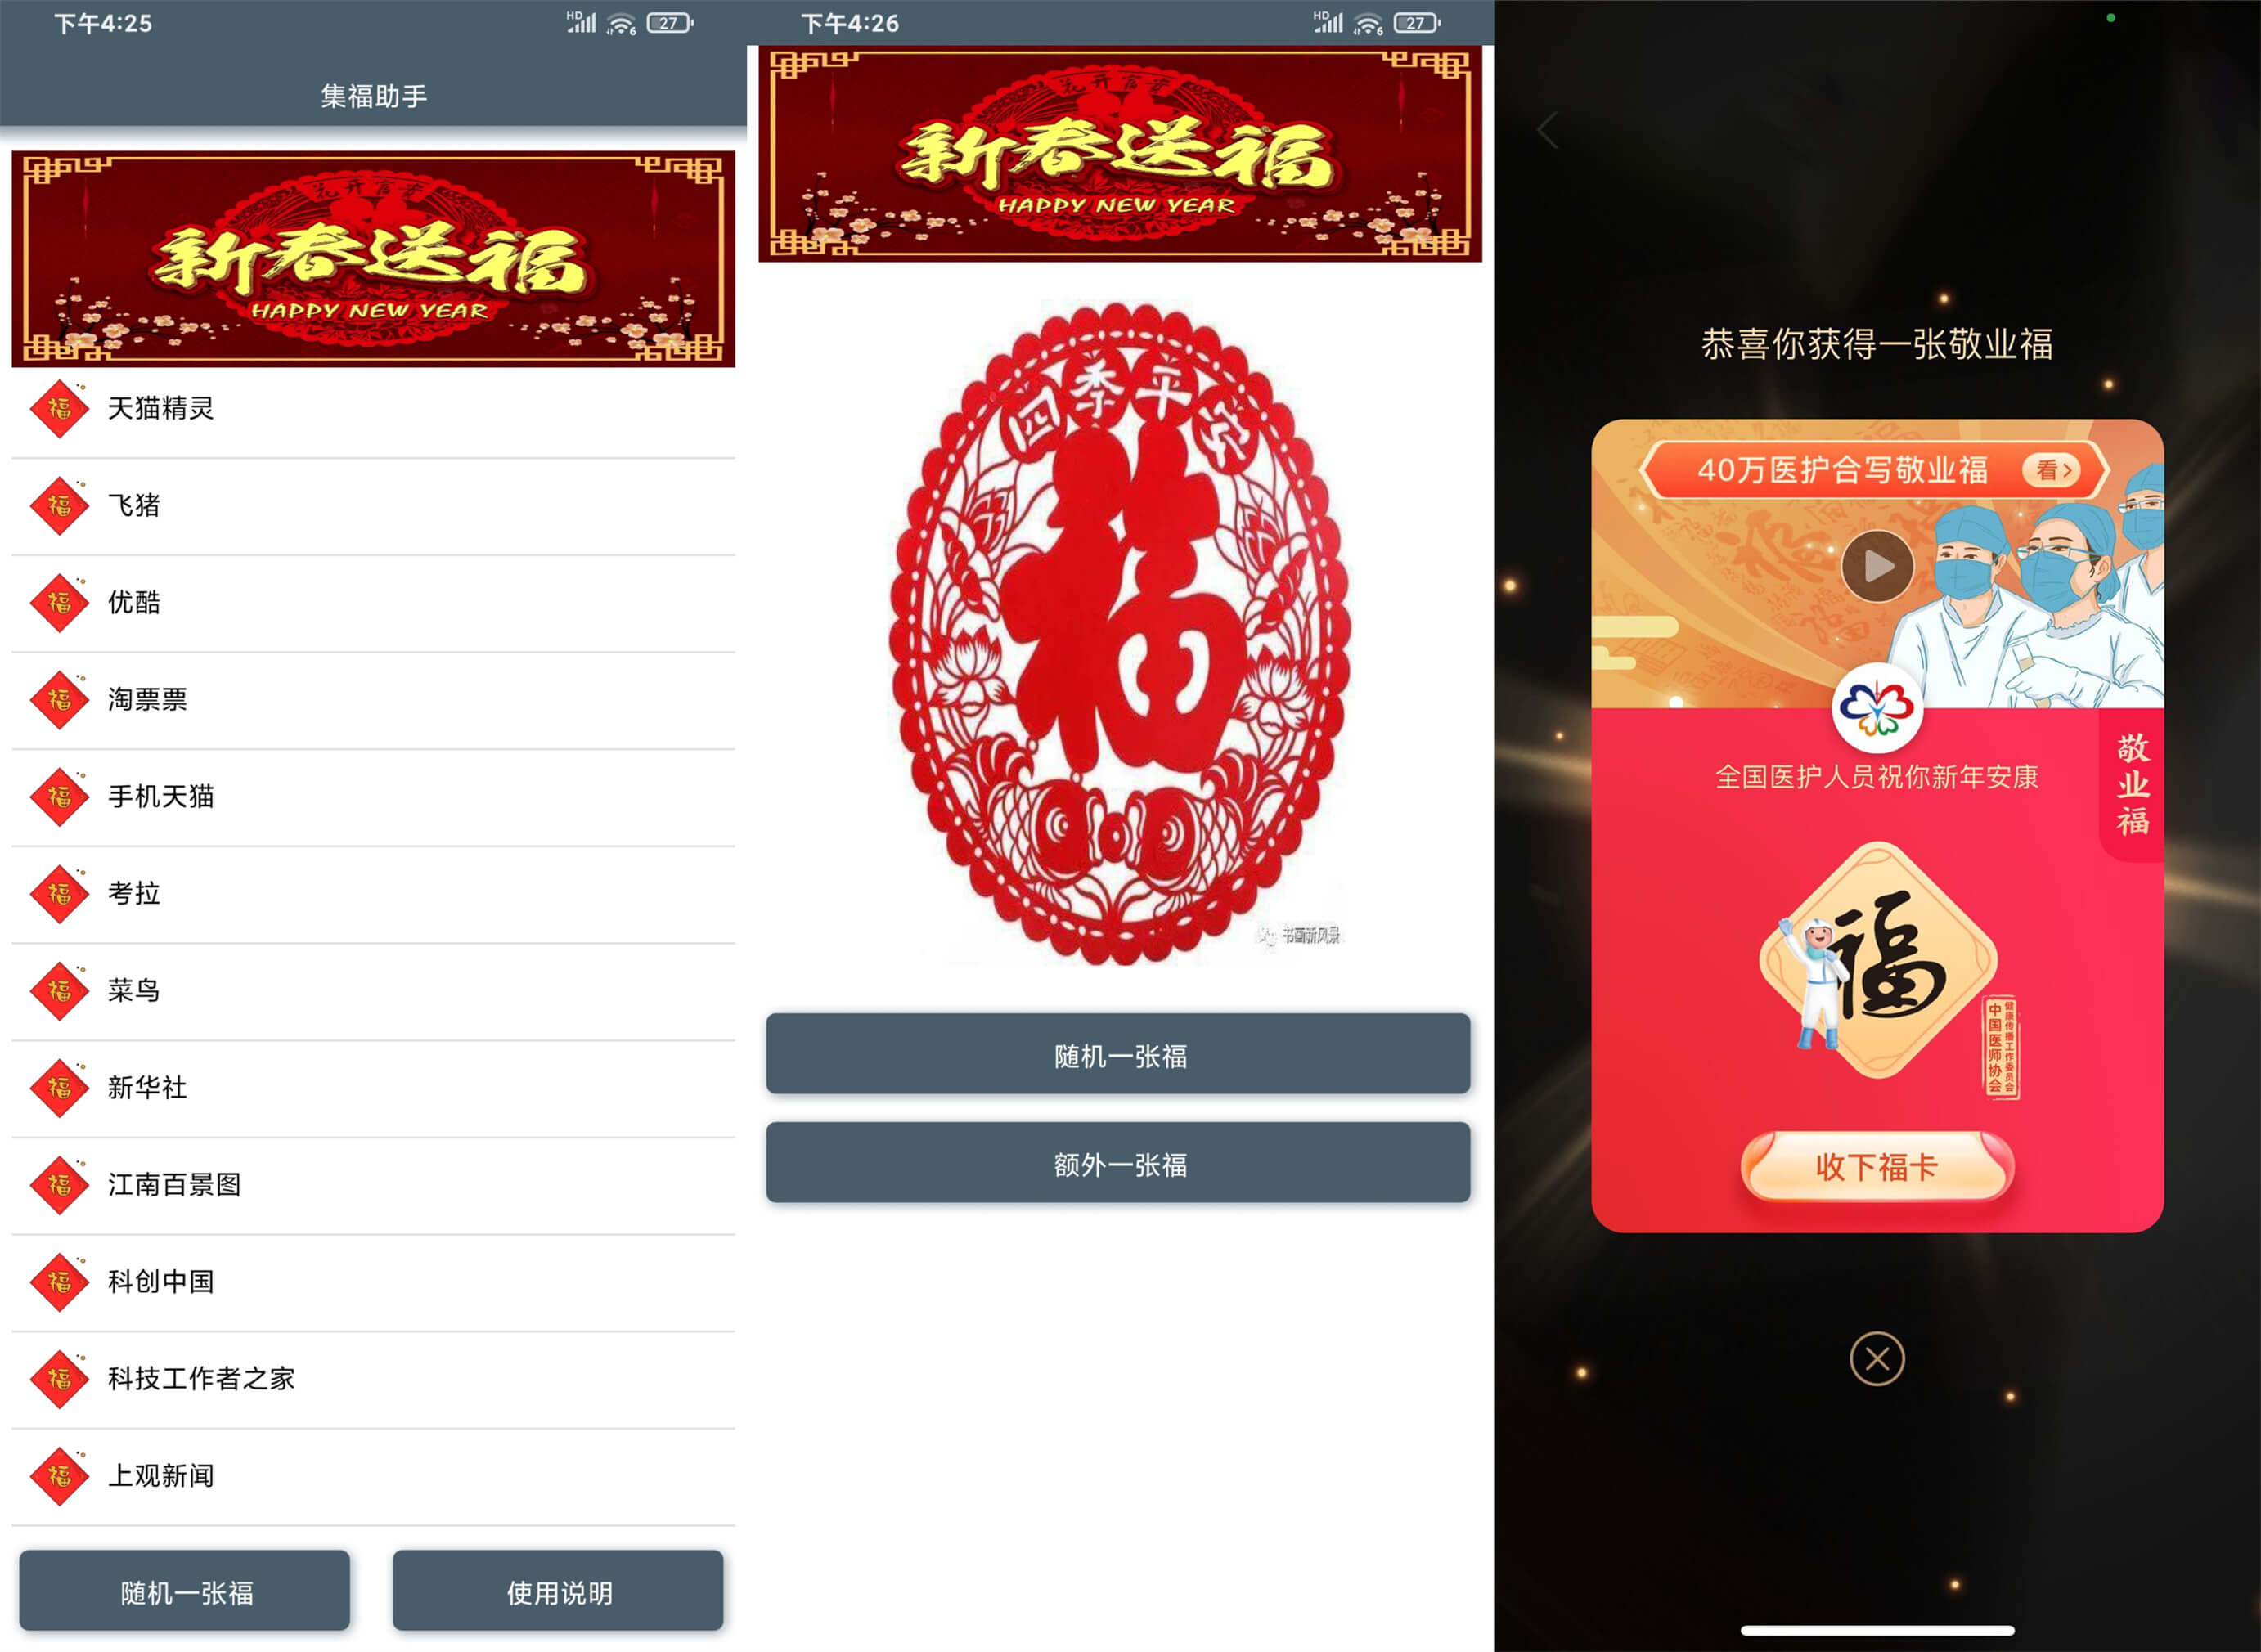 下午4:25
HD
6
27
集福助手
花开富贵
新春送福
HAPPY NEW YEAR
福 天猫精灵
福 飞猪
福 优酷
福 淘票票
福 手机天猫
福 考拉
福 菜鸟
福 新华社
福 江南百景图
福 科创中国
福 科技工作者之家
福 上观新闻
随机一张福
使用说明
下午4:26
HD
6
27
花开富贵
新春送福
HAPPY NEW YEAR
四季平安
福
书画新风景
随机一张福
额外一张福
恭喜你获得一张敬业福
40万医护合写敬业福 看>
敬业福
全国医护人员祝你新年安康
福
健康传播工作委员会
中国医师协会
收下福卡